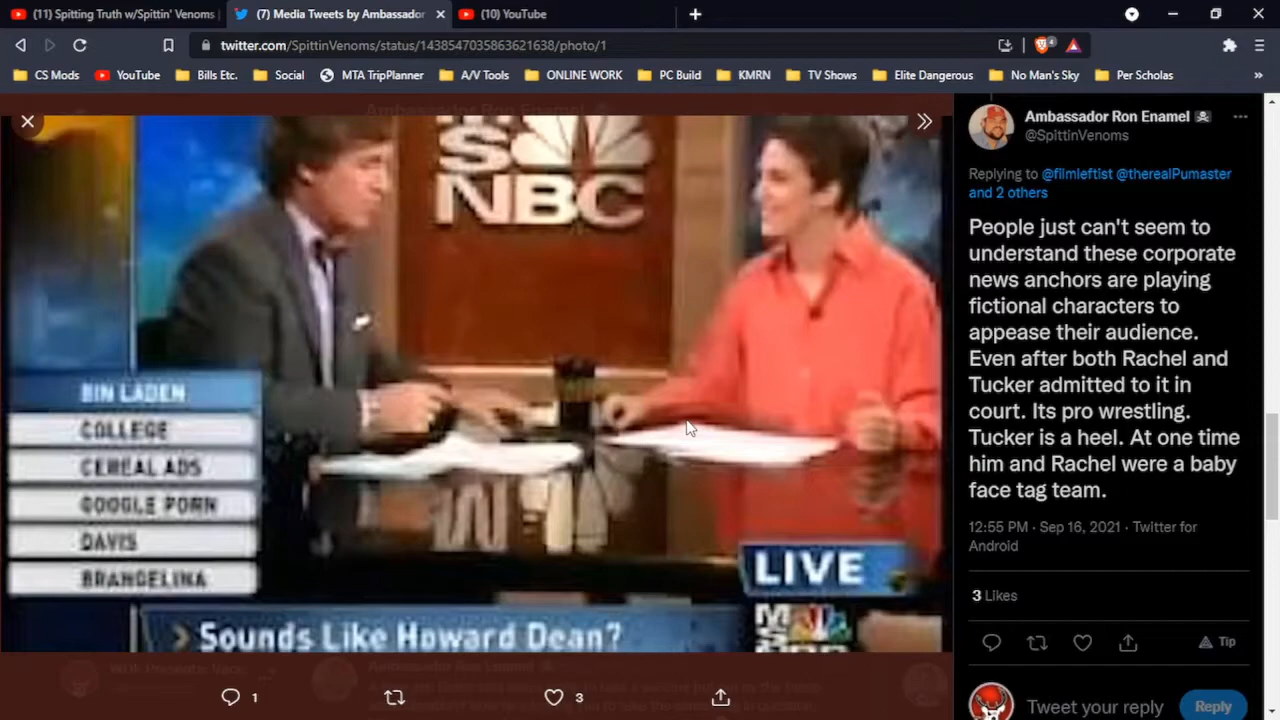 (11) Spitting Truth w/Spittin' Venoms
(7) Media Tweets by Ambassador
(10) YouTube
twitter.com/SpittinVenoms/status/1438547035863621638/photo/1
4
CS Mods
YouTube
Bills Etc.
Social
MTA TripPlanner
A/V Tools
ONLINE WORK
PC Build
KMRN
TV Shows
Elite Dangerous
No Man's Sky
Per Scholas
»
M
S
NBC
BIN LADEN
COLLEGE
CEREAL ADS
GOOGLE PORN
DAVIS
BRANGELINA
LIVE
Sounds Like Howard Dean?
M
S
1
3
Ambassador Ron Enamel
@SpittinVenoms
Replying to @filmleftist @therealPumaster
and 2 others
People just can't seem to
understand these corporate
news anchors are playing
fictional characters to
appease their audience.
Even after both Rachel and
Tucker admitted to it in
court. Its pro wrestling.
Tucker is a heel. At one time
him and Rachel were a baby
face tag team.
12:55 PM · Sep 16, 2021 · Twitter for
Android
3 Likes
Tip
Tweet your reply
Reply